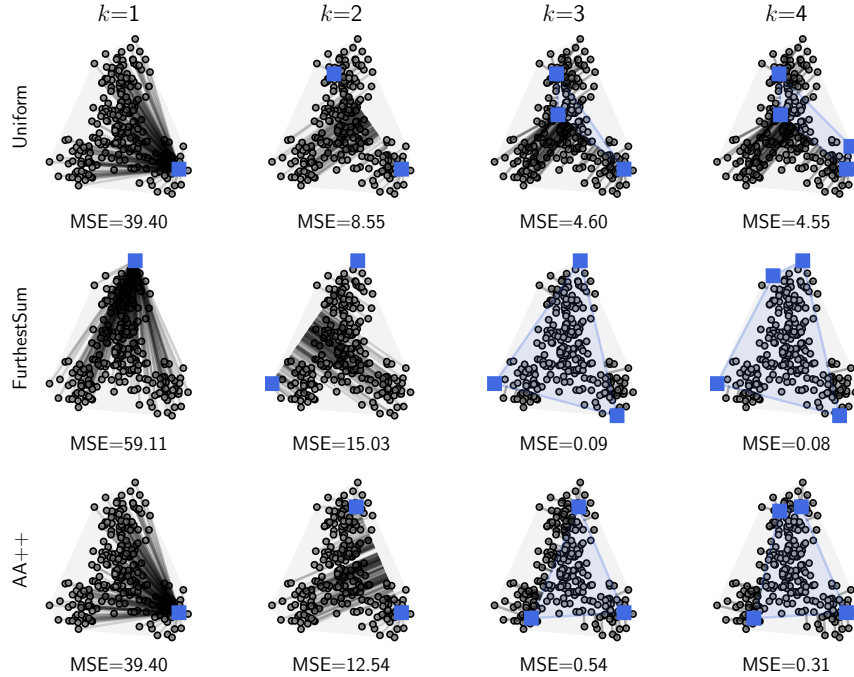 k=1 k=2 k=3 k=4
Uniform
MSE=39.40 MSE=8.55 MSE=4.60 MSE=4.55
FurthestSum
MSE=59.11 MSE=15.03 MSE=0.09 MSE=0.08
AA++
MSE=39.40 MSE=12.54 MSE=0.54 MSE=0.31